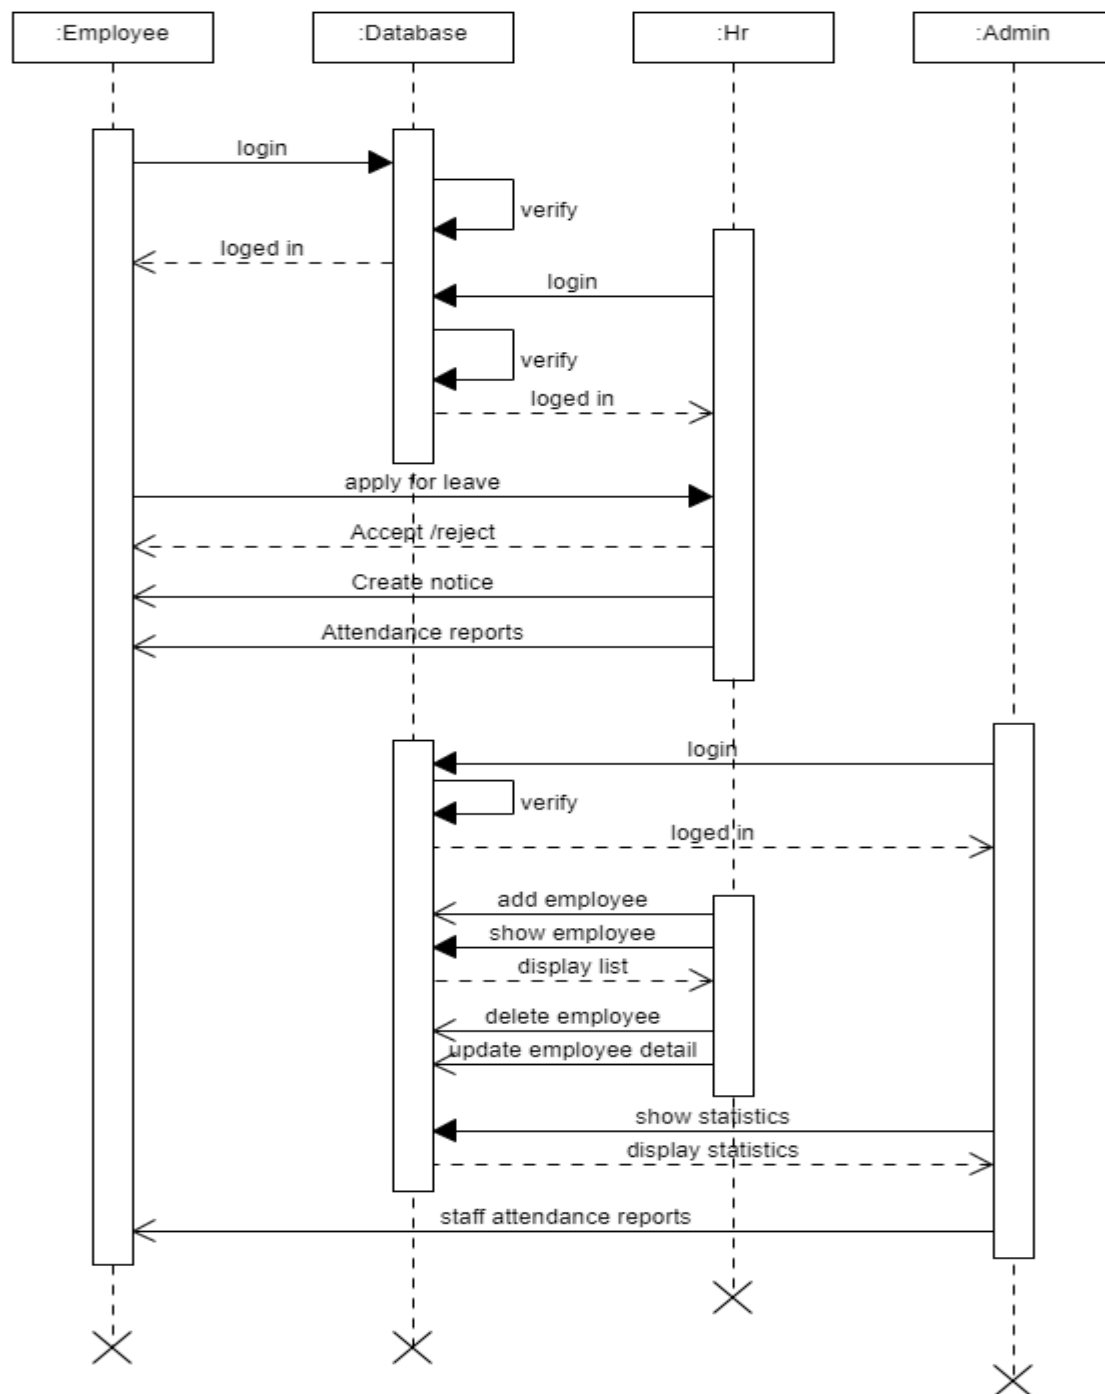 :Employee
:Database
:Hr
:Admin
login
verify
loged in
login
verify
loged in
apply for leave
Accept /reject
Create notice
Attendance reports
login
verify
loged in
add employee
show employee
display list
delete employee
update employee detail
show statistics
display statistics
staff attendance reports